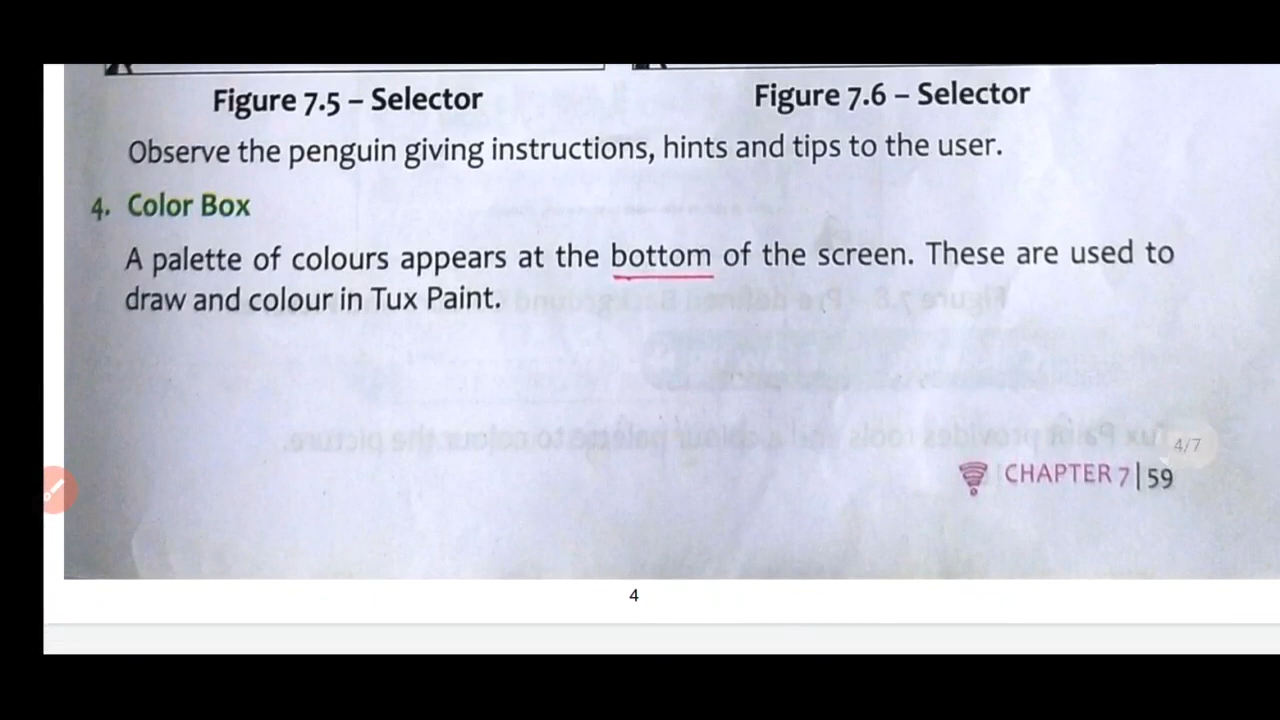 Figure 7.5 – Selector
Figure 7.6 – Selector
Observe the penguin giving instructions, hints and tips to the user.
4. Color Box
A palette of colours appears at the bottom of the screen. These are used to
draw and colour in Tux Paint.
4/7
CHAPTER 7|59
4